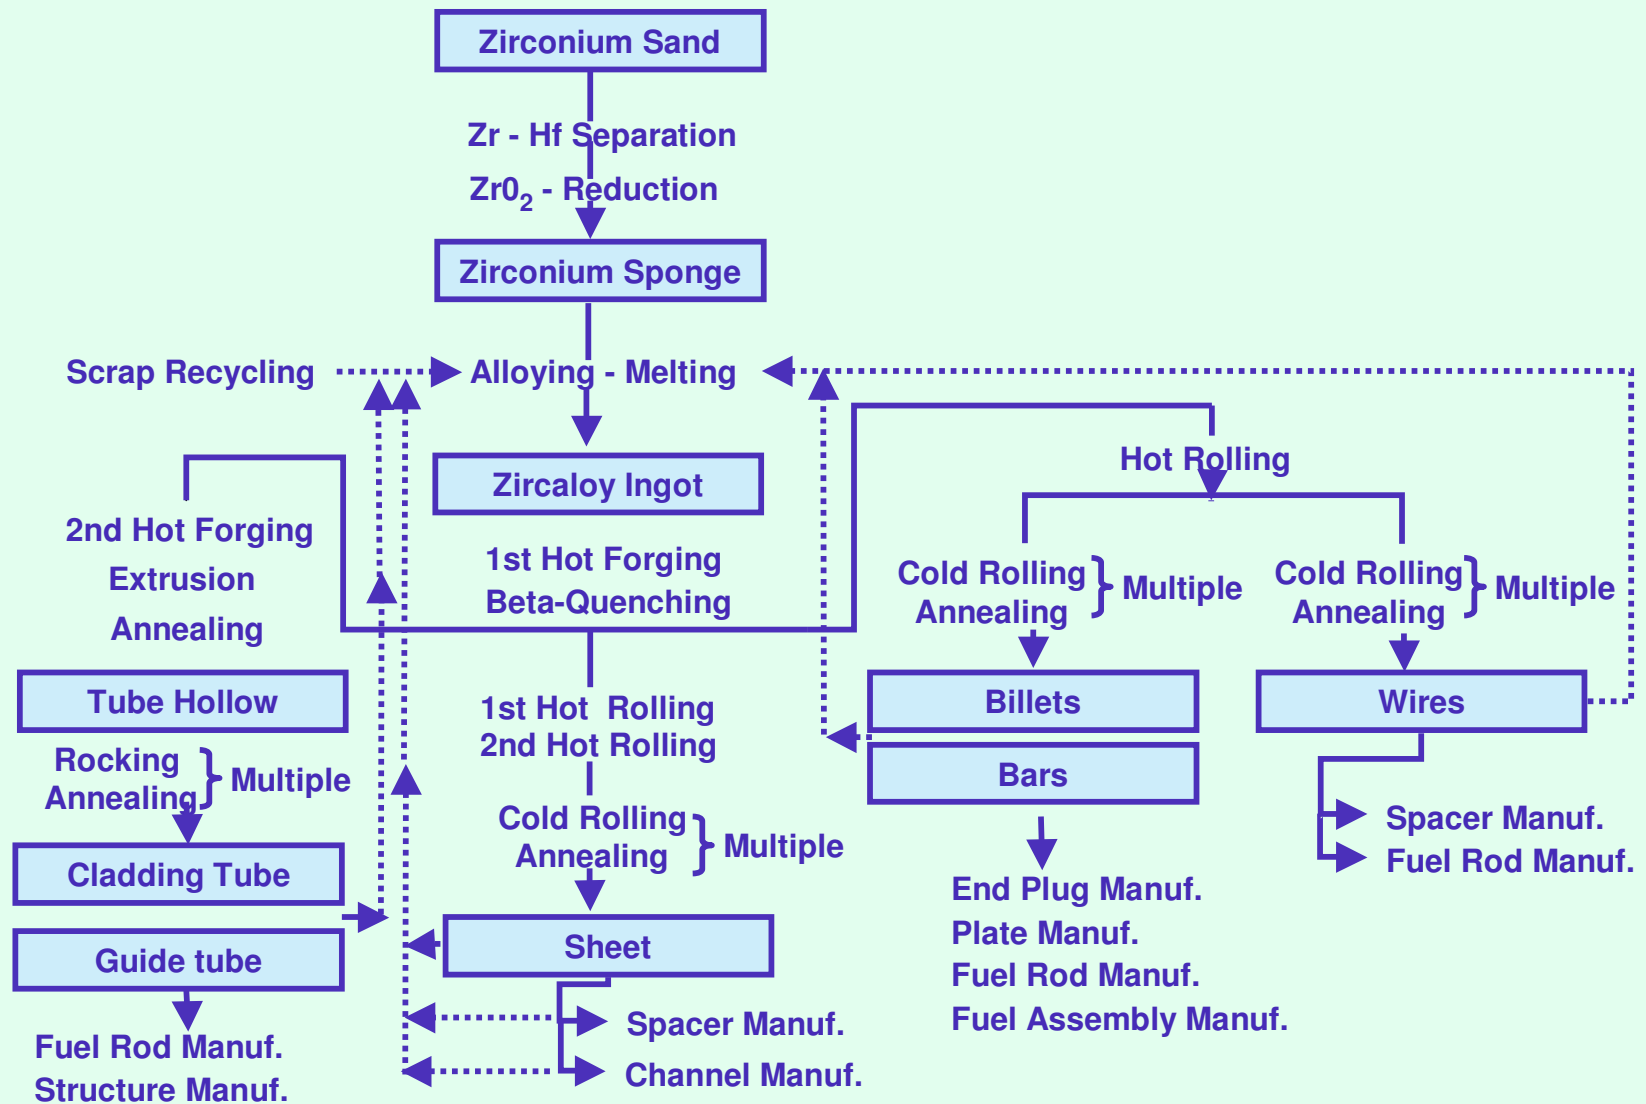 Zirconium Sand
Zr - Hf Separation
Zr0₂ - Reduction
Zirconium Sponge
Scrap Recycling
Alloying - Melting
Zircaloy Ingot
1st Hot Forging
Beta-Quenching
2nd Hot Forging
Extrusion
Annealing
Tube Hollow
Rocking
Annealing
Multiple
Cladding Tube
Guide tube
Fuel Rod Manuf.
Structure Manuf.
1st Hot Rolling
2nd Hot Rolling
Cold Rolling
Annealing
Multiple
Sheet
Spacer Manuf.
Channel Manuf.
Hot Rolling
Cold Rolling
Annealing
Multiple
Billets
Bars
End Plug Manuf.
Plate Manuf.
Fuel Rod Manuf.
Fuel Assembly Manuf.
Cold Rolling
Annealing
Multiple
Wires
Spacer Manuf.
Fuel Rod Manuf.